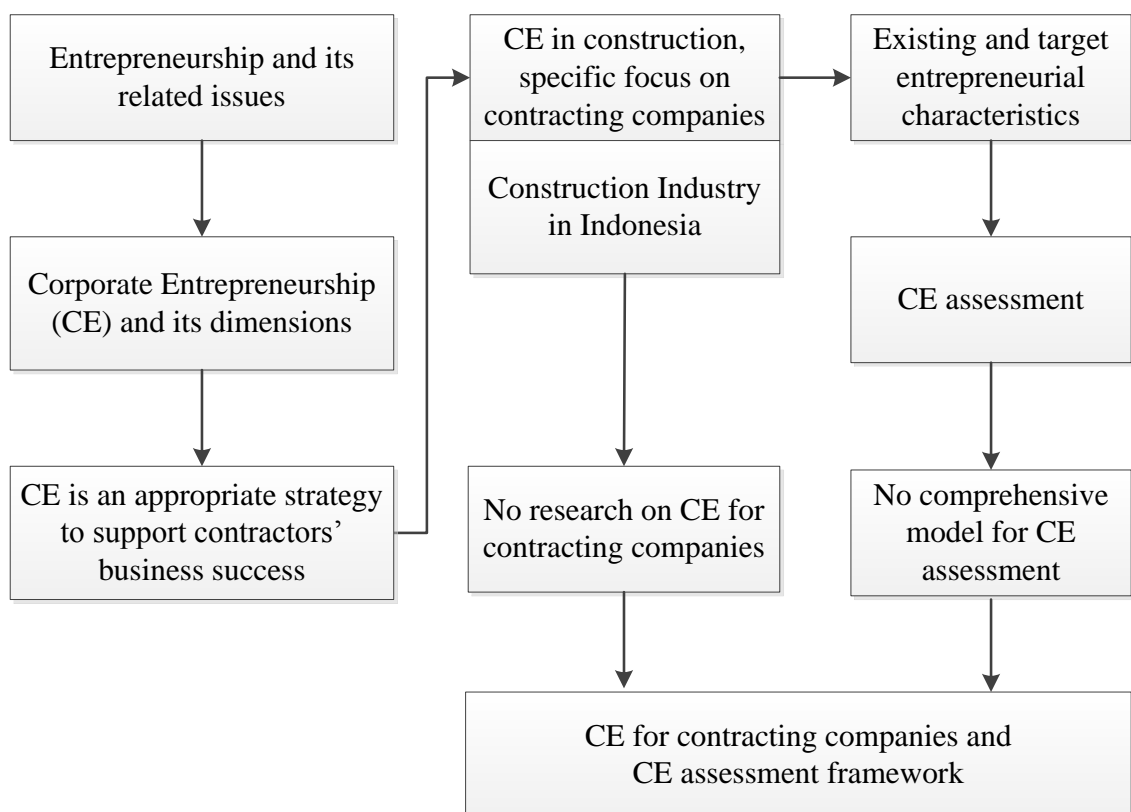 Entrepreneurship and its
related issues
Corporate Entrepreneurship
(CE) and its dimensions
CE is an appropriate strategy
to support contractors’
business success
CE in construction,
specific focus on
contracting companies
Construction Industry
in Indonesia
No research on CE for
contracting companies
Existing and target
entrepreneurial
characteristics
CE assessment
No comprehensive
model for CE
assessment
CE for contracting companies and
CE assessment framework